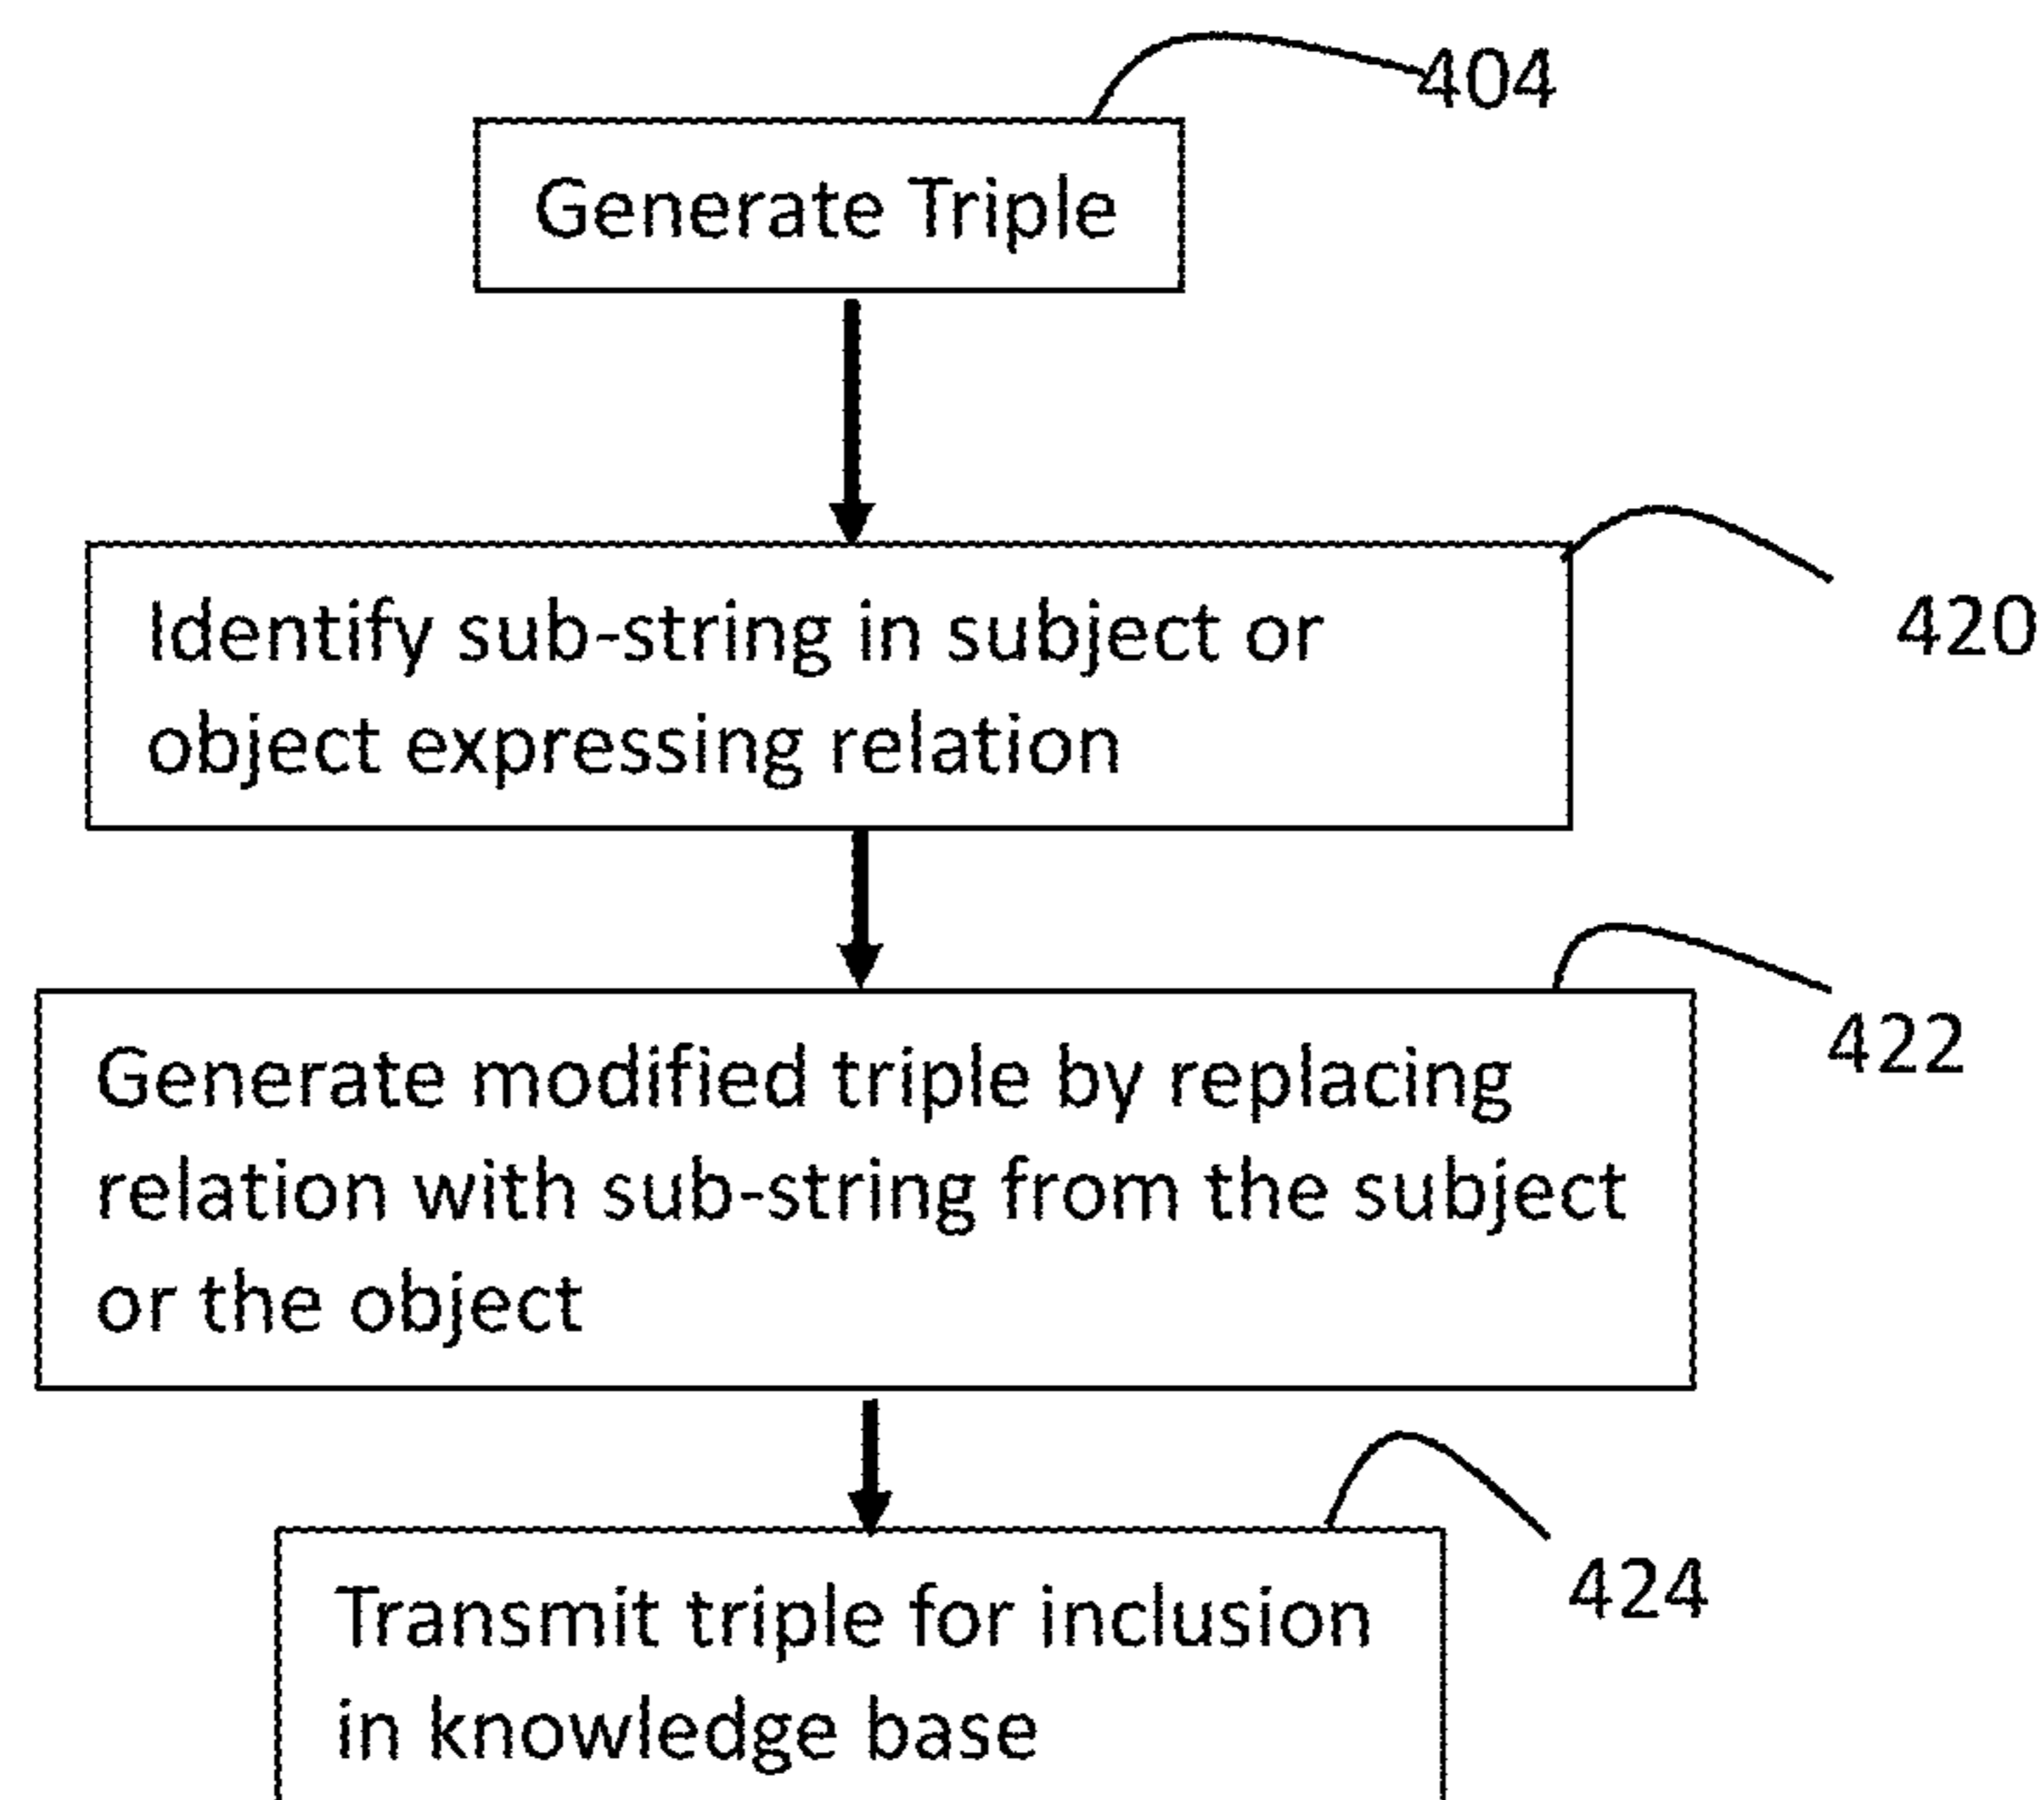 404
Generate Triple
420
Identify sub-string in subject or
object expressing relation
422
Generate modified triple by replacing
relation with sub-string from the subject
or the object
424
Transmit triple for inclusion
in knowledge base